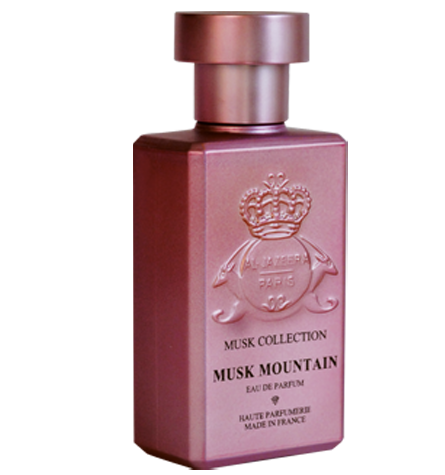 AL JAZEERA
PARIS
MUSK COLLECTION
MUSK MOUNTAIN
EAU DE PARFUM
HAUTE PARFUMERIE
MADE IN FRANCE